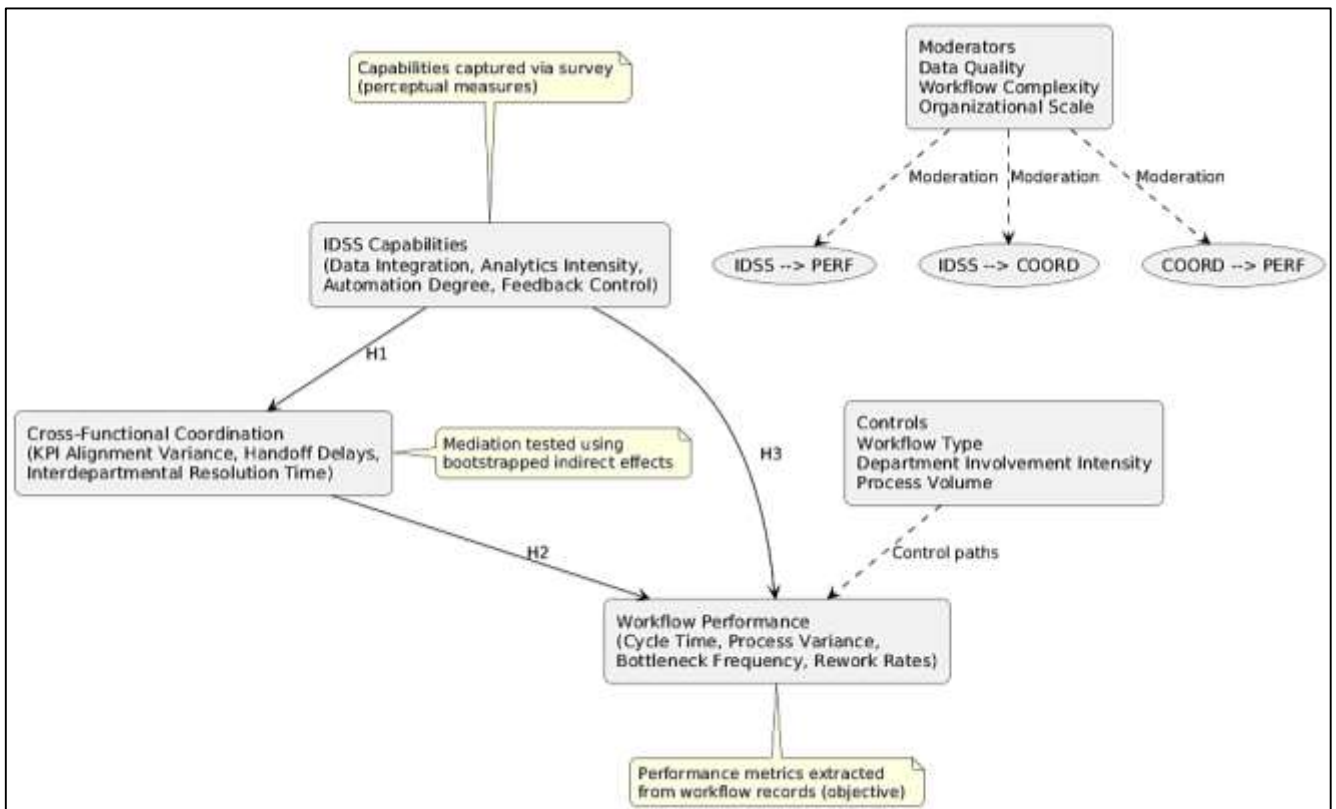 Capabilities captured via survey
(perceptual measures)
Moderators
Data Quality
Workflow Complexity
Organizational Scale
Moderation
Moderation
Moderation
IDSS --> PERF
IDSS --> COORD
COORD --> PERF
IDSS Capabilities
(Data Integration, Analytics Intensity,
Automation Degree, Feedback Control)
H1
Cross-Functional Coordination
(KPI Alignment Variance, Handoff Delays,
Interdepartmental Resolution Time)
Mediation tested using
bootstrapped indirect effects
H3
Controls
Workflow Type
Department Involvement Intensity
Process Volume
H2
Control paths
Workflow Performance
(Cycle Time, Process Variance,
Bottleneck Frequency, Rework Rates)
Performance metrics extracted
from workflow records (objective)